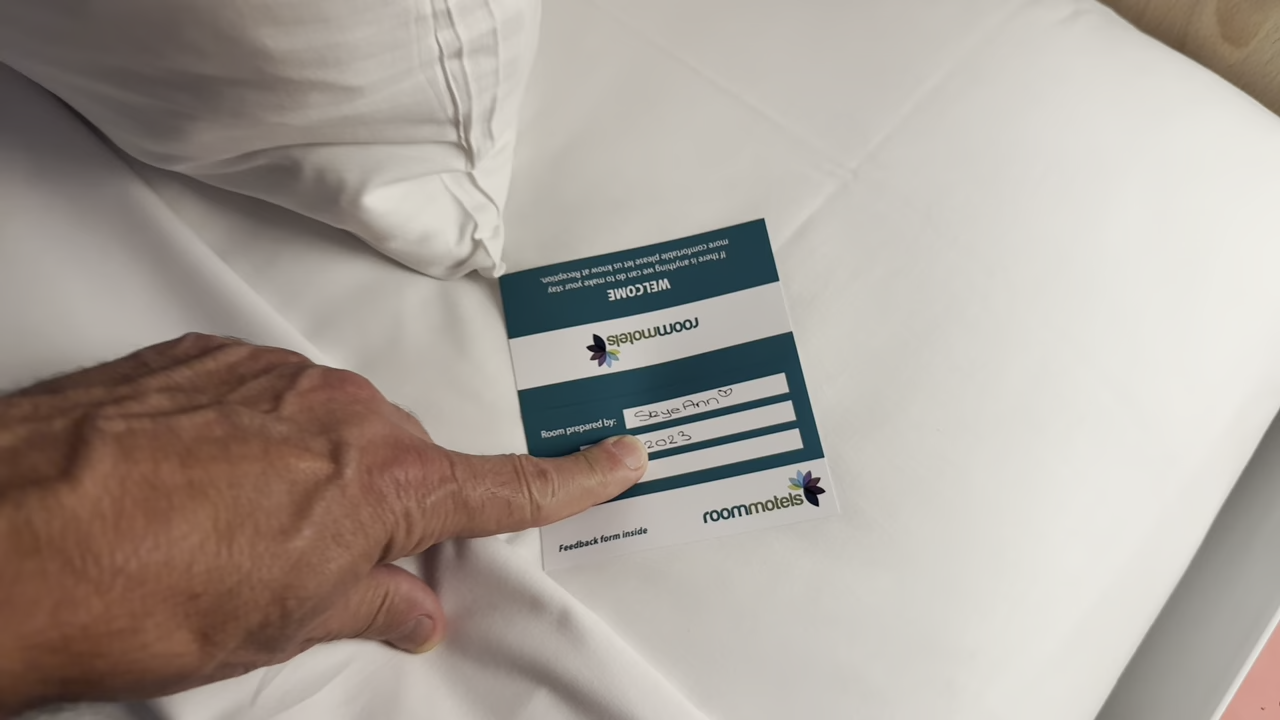 WELCOME
If there is anything we can do to make your stay
more comfortable please let us know at Reception.
roommotels
Room prepared by: SkyeAnn
2023
roommotels
Feedback form inside